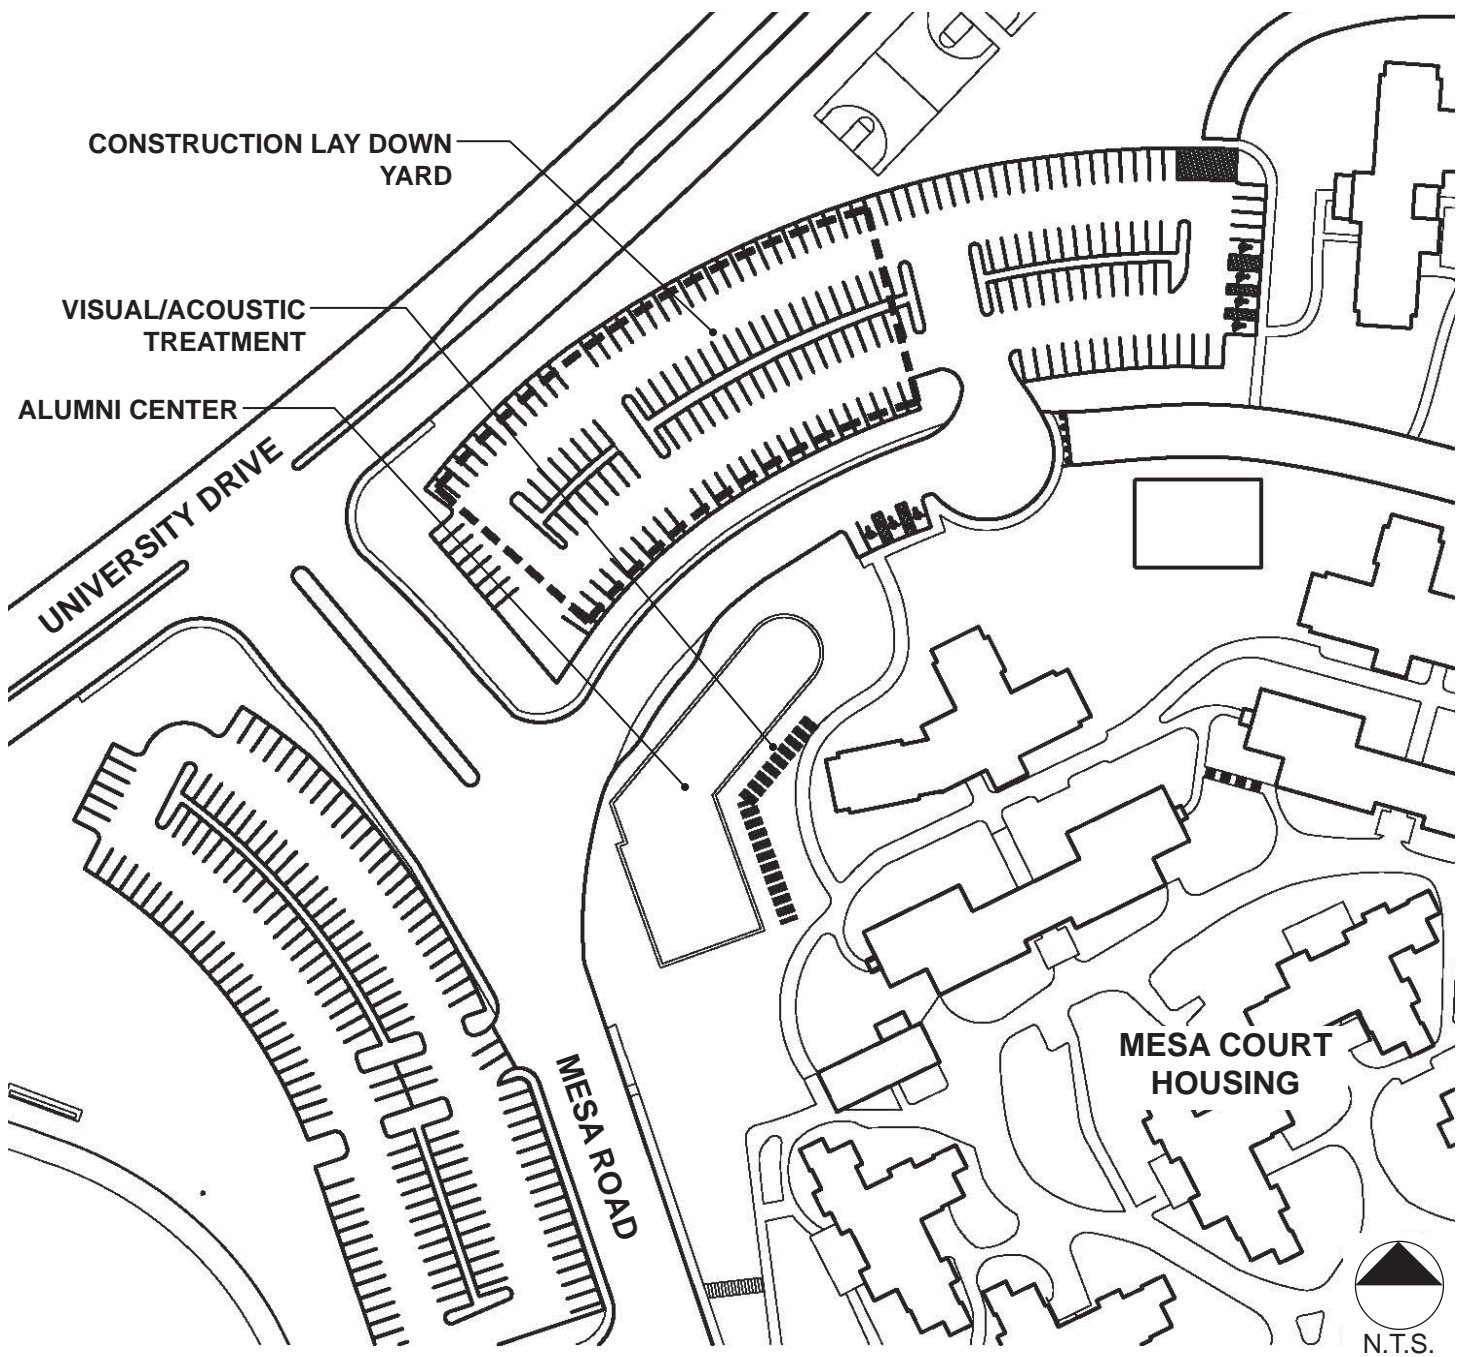 CONSTRUCTION LAY DOWN
YARD
VISUAL/ACOUSTIC
TREATMENT
ALUMNI CENTER
UNIVERSITY DRIVE
MESA ROAD
MESA COURT
HOUSING
N.T.S.